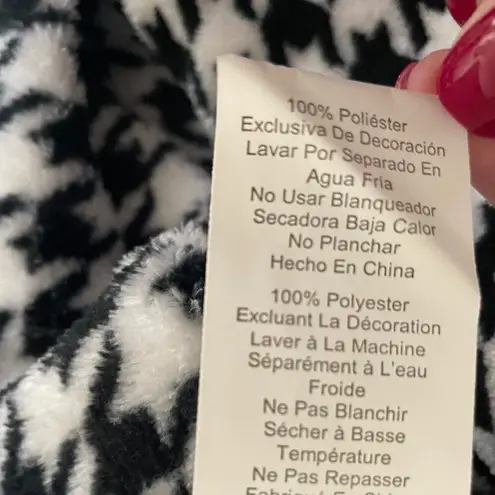 100% Poliéster
Exclusiva De Decoración
Lavar Por Separado En
Agua Fría
No Usar Blanqueador
Secadora Baja Calor
No Planchar
Hecho En China
100% Polyester
Excluant La Décoration
Laver à La Machine
Séparément à L'eau
Froide
Ne Pas Blanchir
Sécher à Basse
Température
Ne Pas Repasser